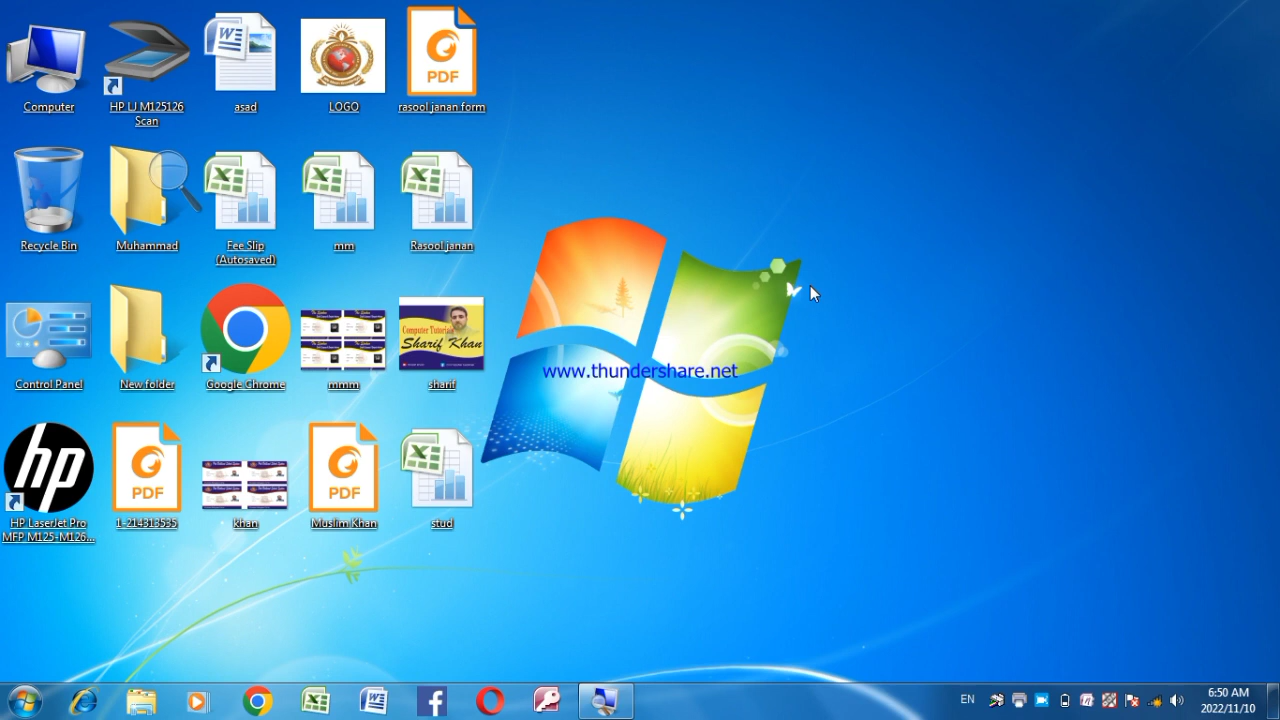 Computer
HP LJ M125126
Scan
asad
LOGO
PDF
rasool.janan.form
Recycle Bin
Muhammad
Fee Slip
(Autosaved)
mm
Rasool.janan
Control Panel
New folder
Google Chrome
mmm
Computer Tutorial
Sharif Khan
sharif
www.thundershare.net
hp
HP LaserJet Pro
MFP M125-M126...
PDF
1-214313535
khan
PDF
Muslim Khan
stud
EN
6:50 AM
2022/11/10